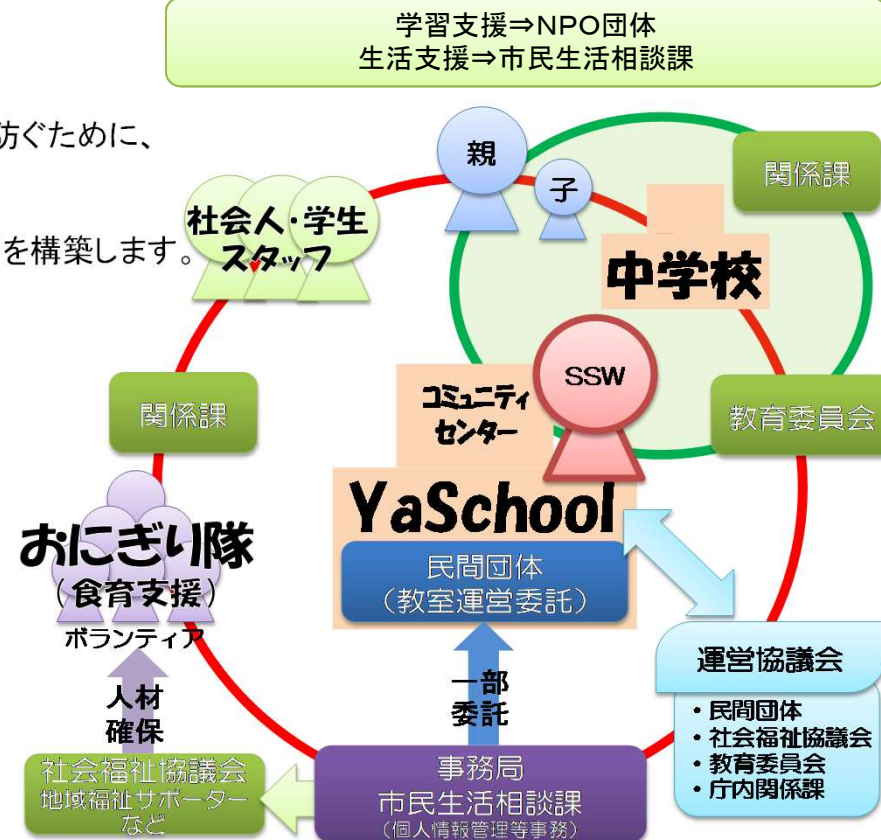 学習支援⇒NPO団体
生活支援⇒市民生活相談課
防ぐために、
を構築します。
親
子
関係課
社会人・学生
スタッフ
中学校
SSW
コミュニティ
センター
関係課
教育委員会
YaSchool
民間団体
（教室運営委託）
おにぎり隊
（食育支援）
ボランティア
人材
確保
一部
委託
運営協議会
・民間団体
・社会福祉協議会
・教育委員会
・庁内関係課
社会福祉協議会
地域福祉サポーター
など
事務局
市民生活相談課
（個人情報管理等事務）